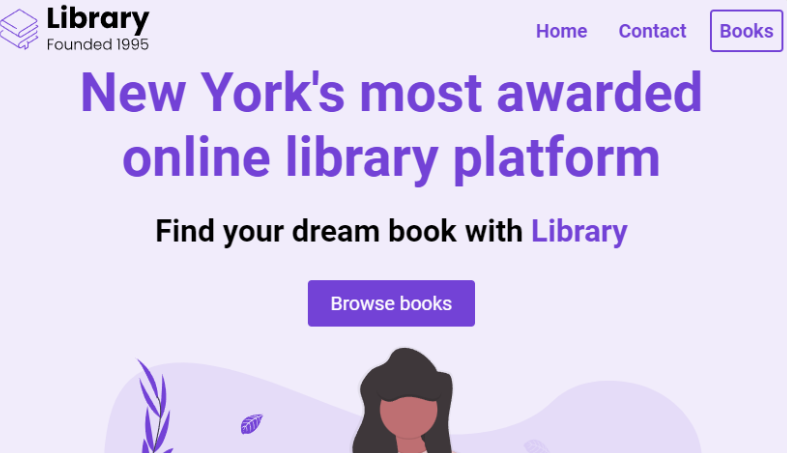 Library
Founded 1995
Home
Contact
Books
New York's most awarded
online library platform
Find your dream book with Library
Browse books